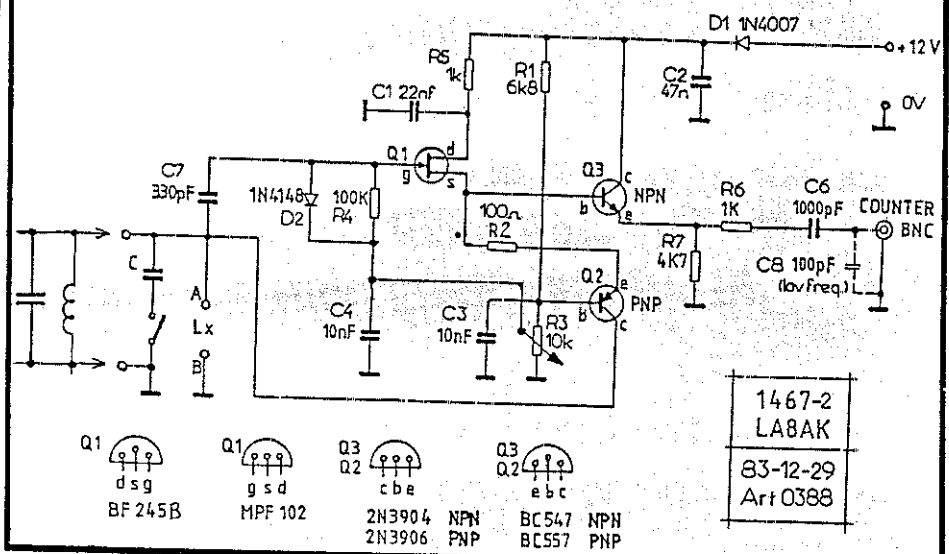 D1 1N4007
+12V
R5
1k
R1
6k8
C2
47n
0V
C1 22nf
Q1
d
g
s
Q3
c
NPN
b
e
C7
330pF
1N4148
D2
100K
R4
100Ω
R2
R6
1K
C6
1000pF
COUNTER
BNC
R7
4K7
C8 100pF
(lav freq.)
C
A
Lx
B
C4
10nF
C3
10nF
R3
10k
Q2
e
PNP
b
c
1467-2
LA8AK
83-12-29
Art 0388
Q1
d s g
BF 245B
Q1
g s d
MPF 102
Q3
Q2
c b e
2N3904 NPN
2N3906 PNP
Q3
Q2
e b c
BC547 NPN
BC557 PNP